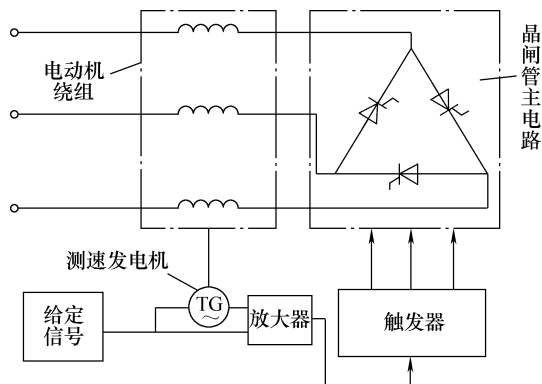 电动机
绕组
晶
闸
管
主
电
路
测速发电机
TG
给定
信号
放大器
触发器